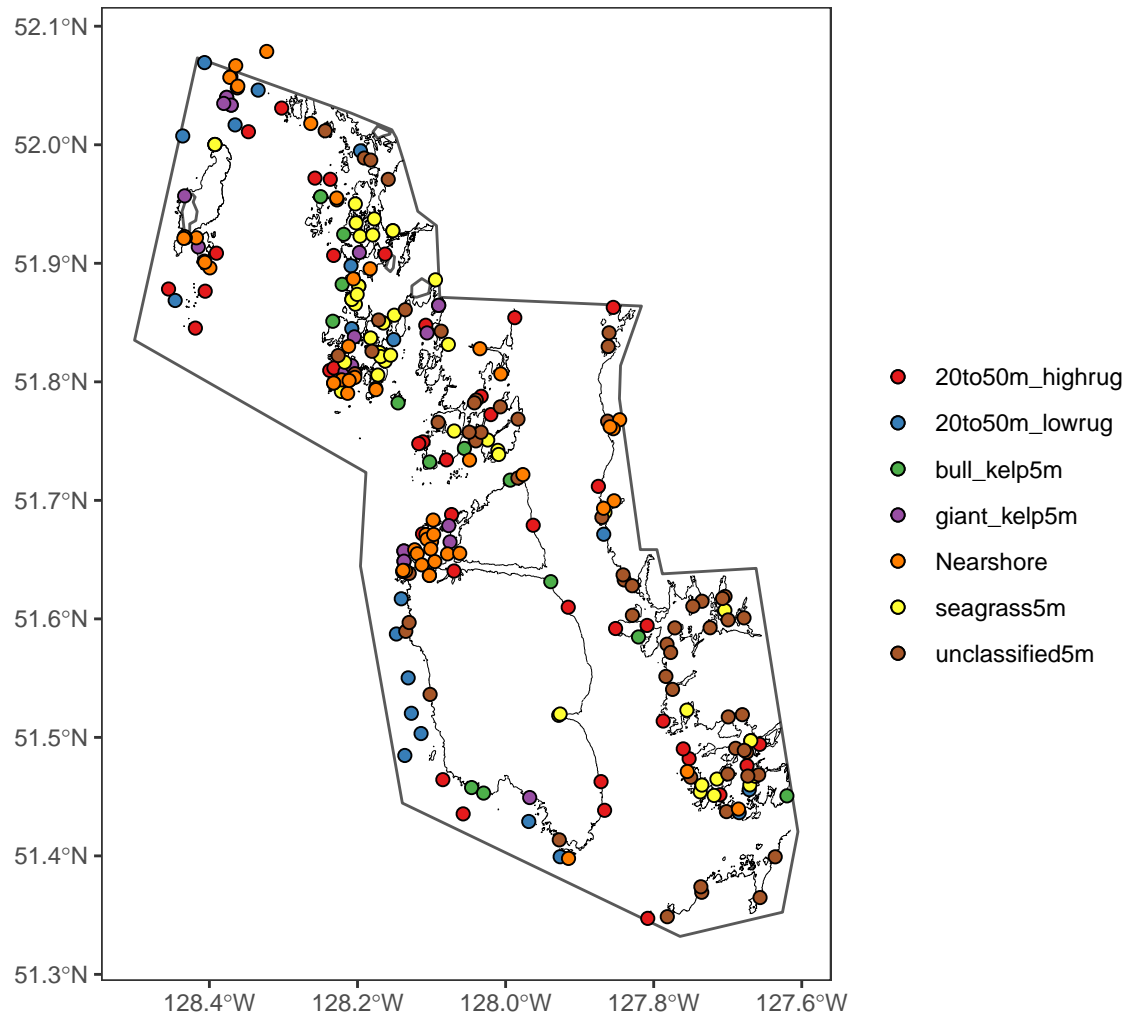 52.1°N
52.0°N
51.9°N
51.8°N
51.7°N
51.6°N
51.5°N
51.4°N
51.3°N
128.4°W
128.2°W
128.0°W
127.8°W
127.6°W
20to50m_highrug
20to50m_lowrug
bull_kelp5m
giant_kelp5m
Nearshore
seagrass5m
unclassified5m